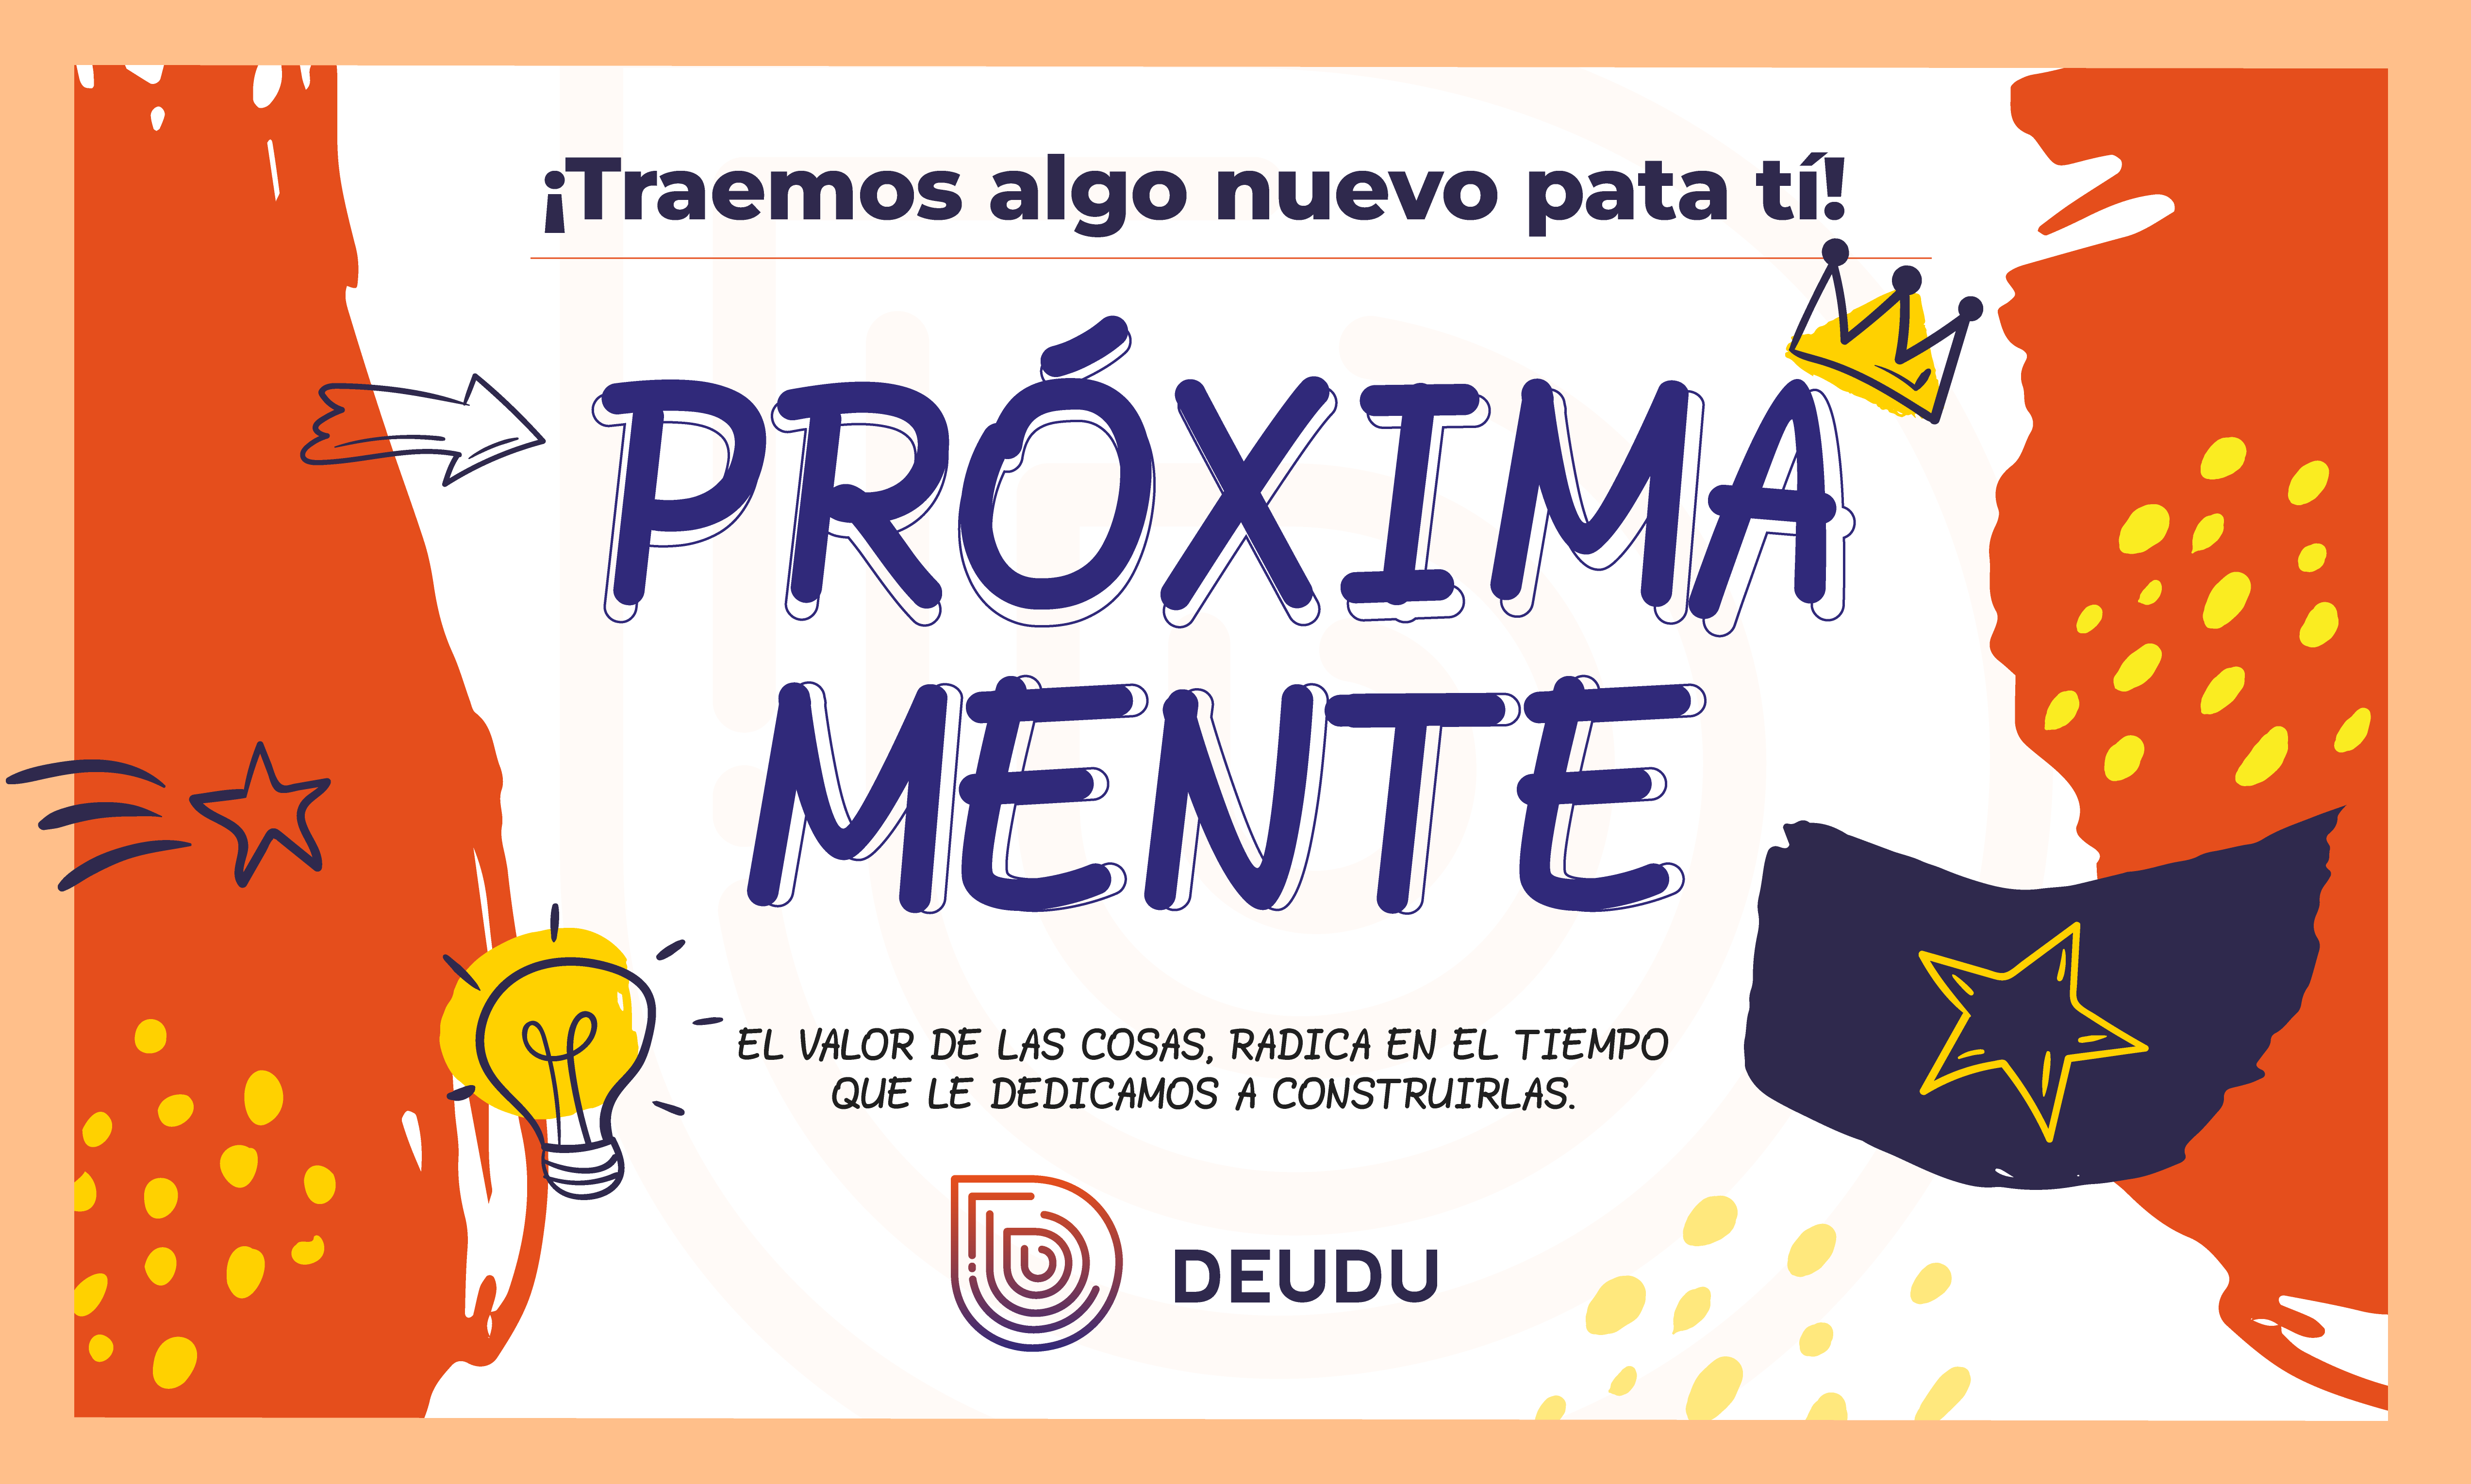 ¡Traemos algo nuevo pata tí!
PRÓXIMA
MENTE
EL VALOR DE LAS COSAS, RADICA EN EL TIEMPO
QUE LE DEDICAMOS A CONSTRUIRLAS.
DEUDU